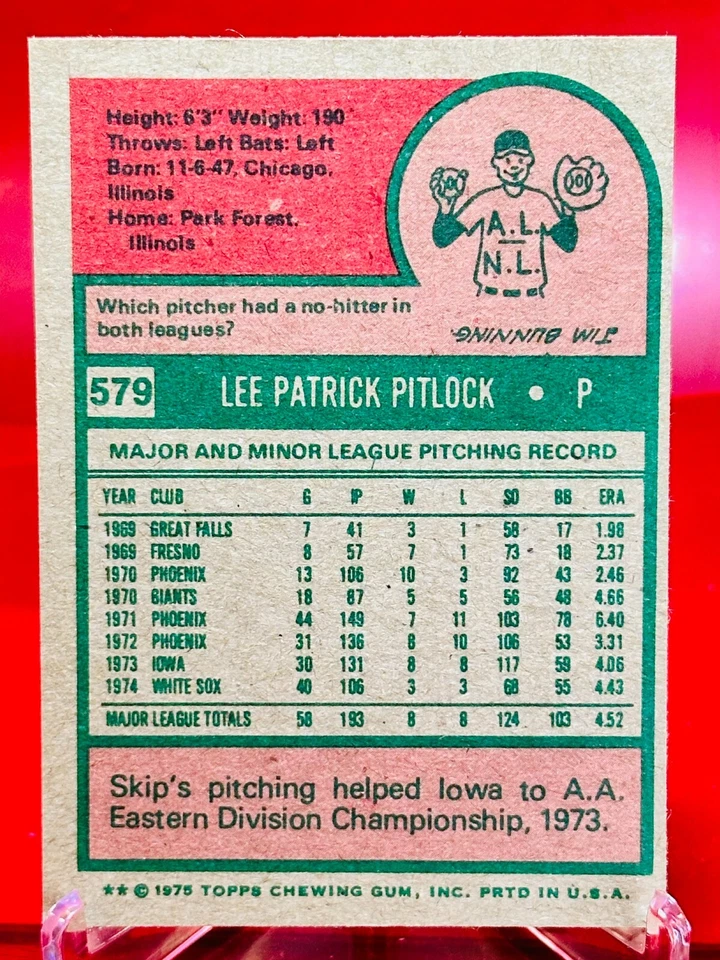 Height: 6'3" Weight: 190
Throws: Left Bats: Left
Born: 11-6-47, Chicago,
Illinois
Home: Park Forest,
Illinois
A.L.
N.L.
000
000
Which pitcher had a no-hitter in
both leagues?
JIM BUNNING.
579 LEE PATRICK PITLOCK • P
MAJOR AND MINOR LEAGUE PITCHING RECORD
YEAR CLUB G IP W L SO BB ERA
1969 GREAT FALLS 7 41 3 1 58 17 1.98
1969 FRESNO 8 57 7 1 73 18 2.37
1970 PHOENIX 13 106 10 3 92 43 2.46
1970 GIANTS 18 87 5 5 56 48 4.66
1971 PHOENIX 44 149 7 11 103 78 6.40
1972 PHOENIX 31 136 8 10 106 53 3.31
1973 IOWA 30 131 8 8 117 59 4.06
1974 WHITE SOX 40 106 3 3 68 55 4.43
MAJOR LEAGUE TOTALS 58 193 8 8 124 103 4.52
Skip's pitching helped Iowa to A.A.
Eastern Division Championship, 1973.
** © 1975 TOPPS CHEWING GUM, INC. PRTD IN U.S.A.